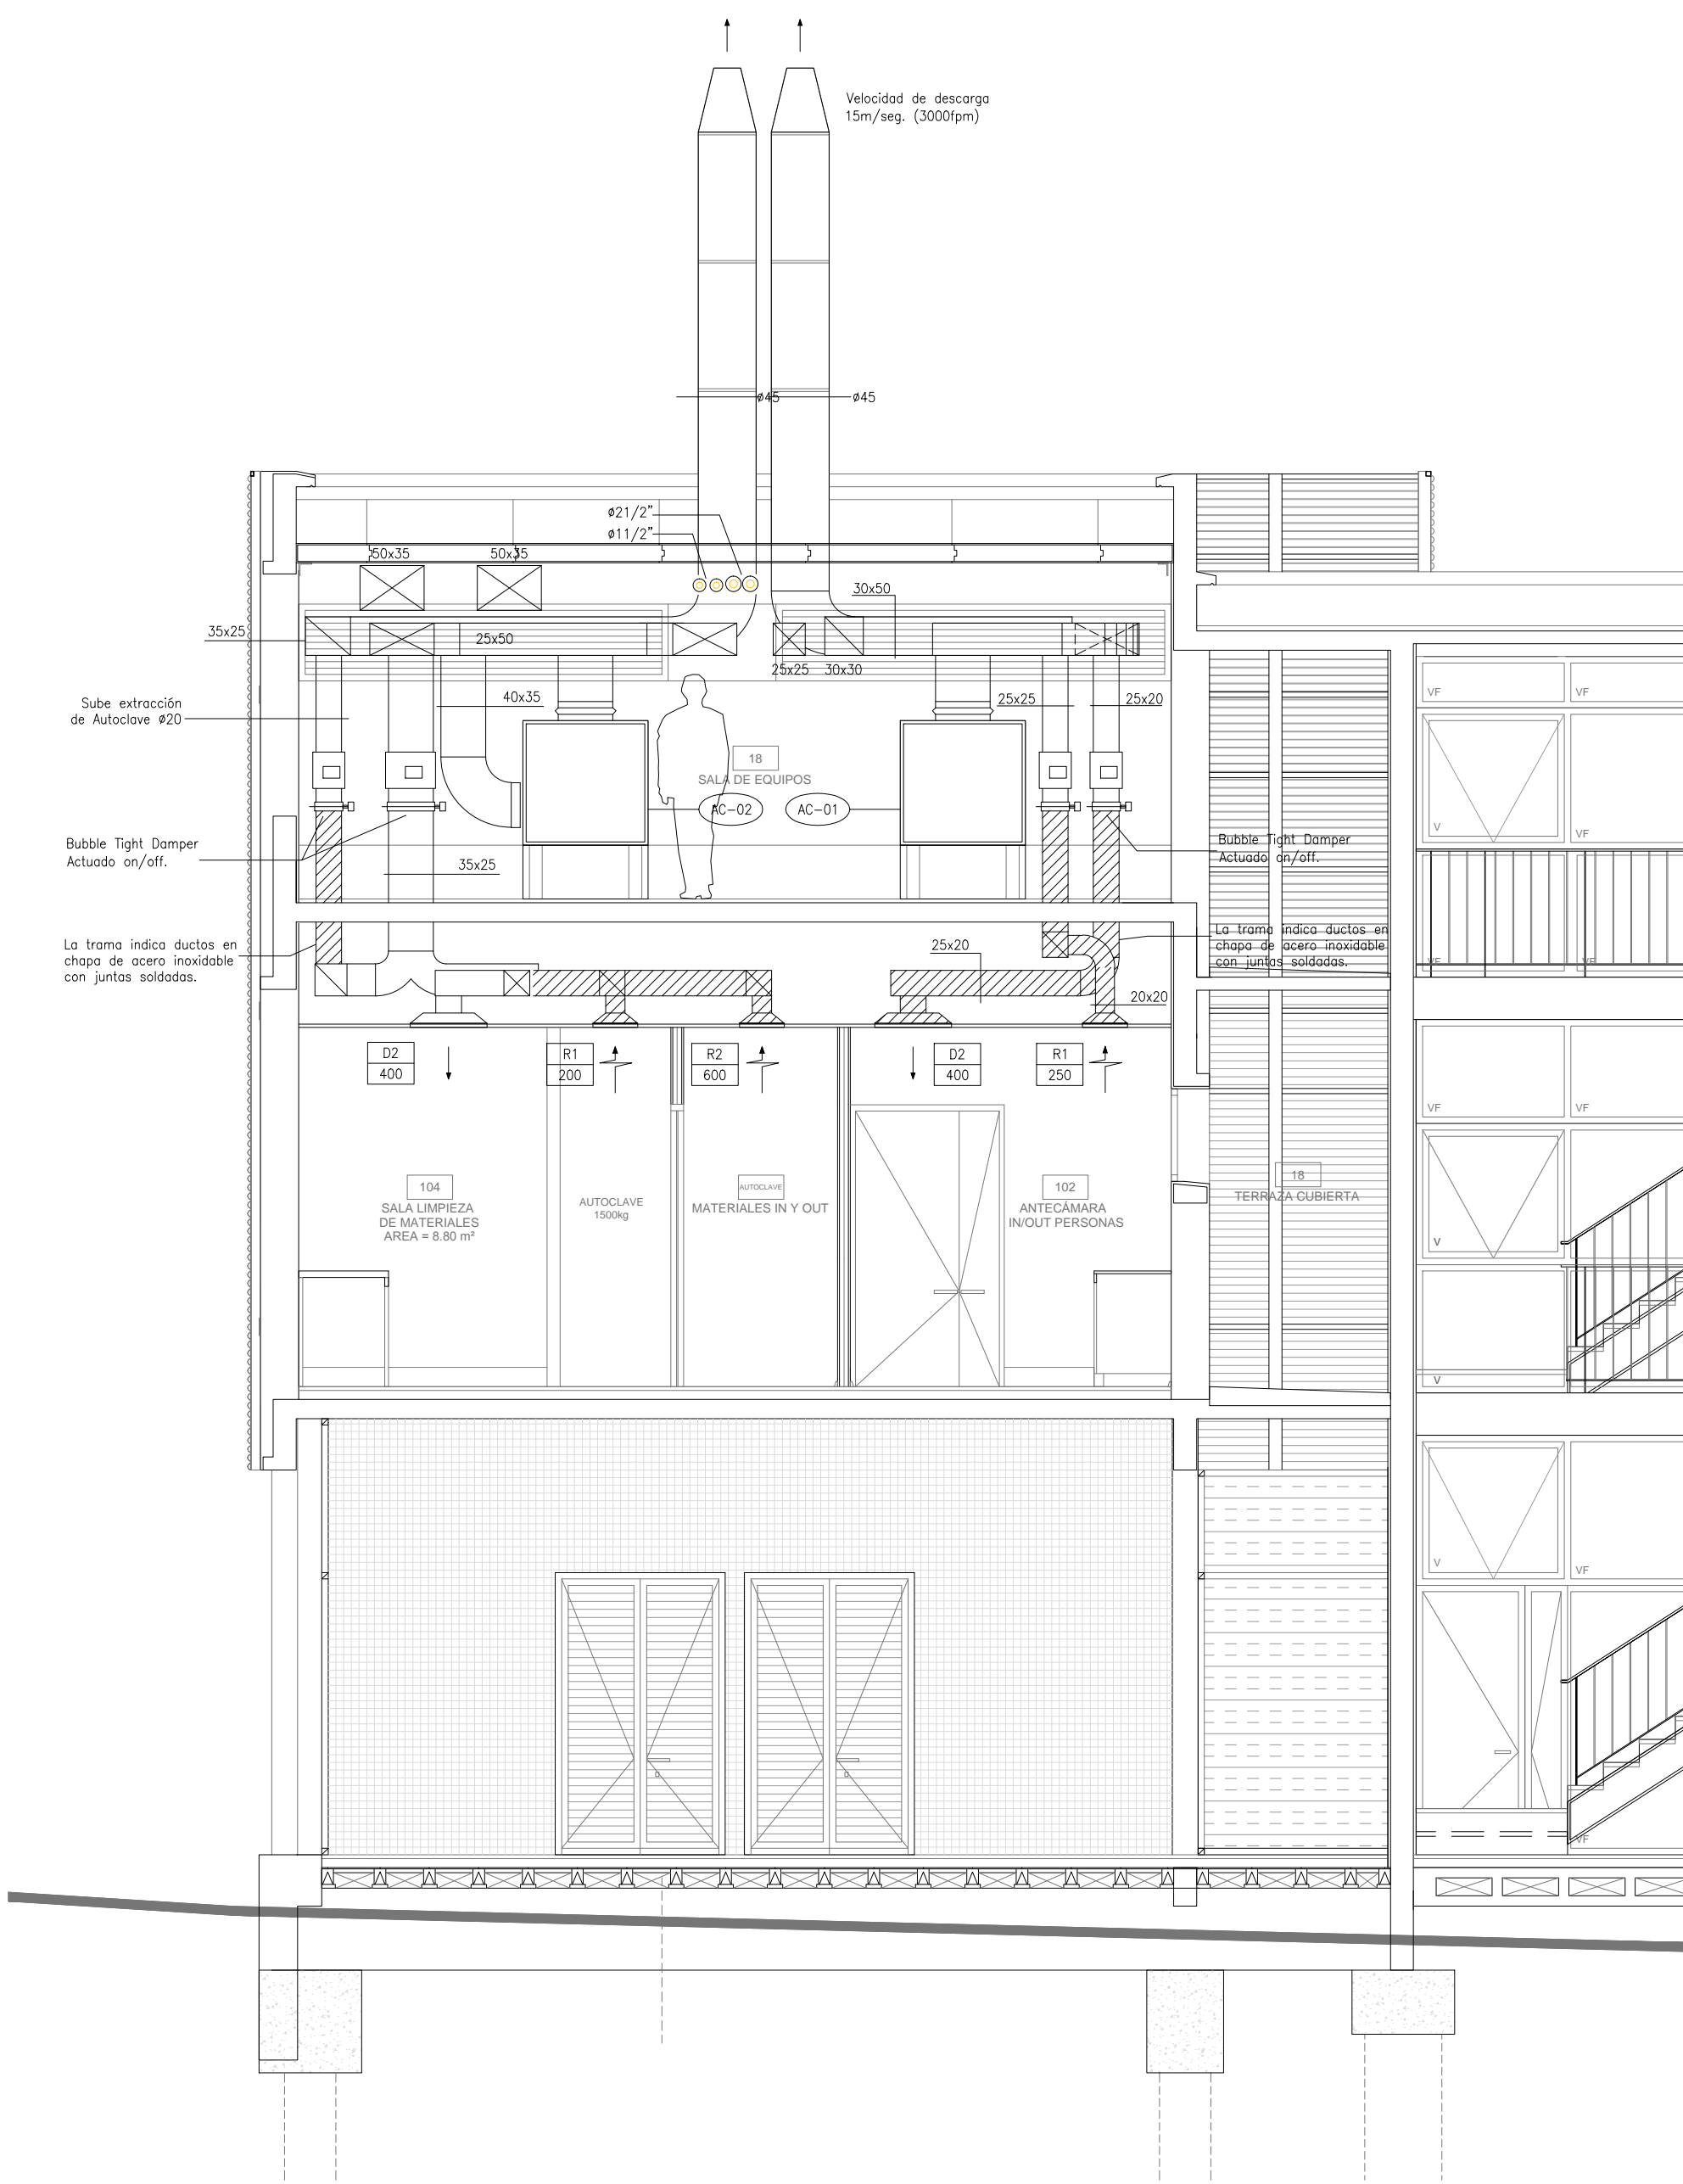 Velocidad de descarga
15m/seg. (3000fpm)
ø45
ø45
ø21/2"
ø11/2"
50x35
50x35
30x50
35x25
25x50
25x25
30x30
Sube extracción
de Autoclave ø20
40x35
25x25
25x20
18
SALA DE EQUIPOS
AC-02
AC-01
Bubble Tight Damper
Actuado on/off.
Bubble Tight Damper
Actuado on/off.
35x25
La trama indica ductos en
chapa de acero inoxidable
con juntas soldadas.
25x20
La trama indica ductos en
chapa de acero inoxidable
con juntas soldadas.
20x20
D2
400
R1
200
R2
600
D2
400
R1
250
104
SALA LIMPIEZA
DE MATERIALES
AREA = 8.80 m²
AUTOCLAVE
1500kg
AUTOCLAVE
MATERIALES IN Y OUT
102
ANTECÁMARA
IN/OUT PERSONAS
18
TERRAZA CUBIERTA
VF
VF
V
VF
VF
VF
VF
VF
V
V
V
VF
VF